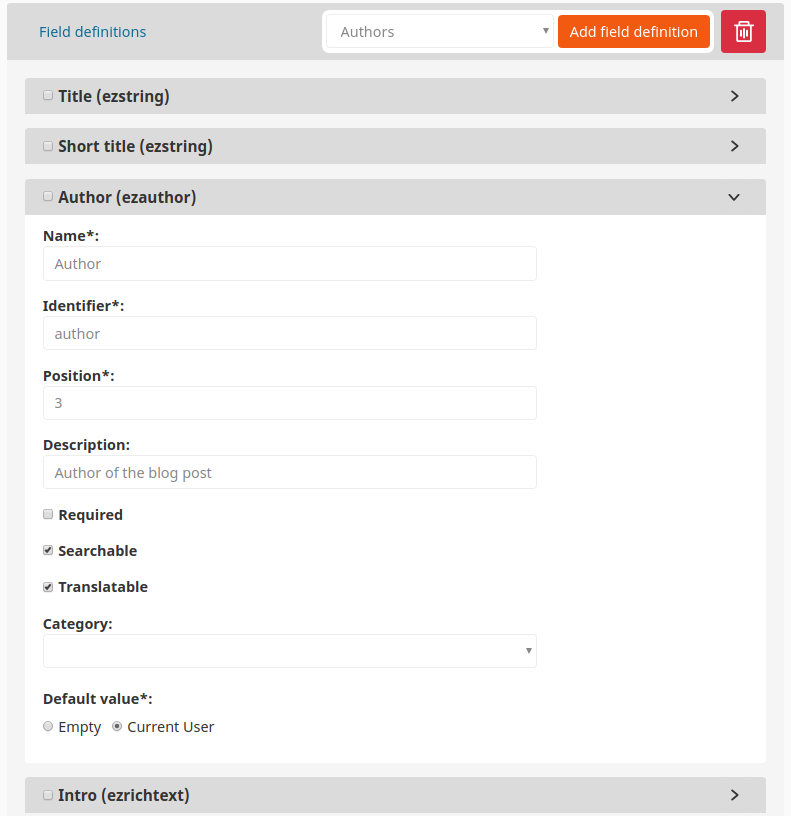 Field definitions
Authors
Add field definition
Title (ezstring)
Short title (ezstring)
Author (ezauthor)
Name*:
Author
Identifier*:
author
Position*:
3
Description:
Author of the blog post
Required
Searchable
Translatable
Category:
Default value*:
Empty Current User
Intro (ezrichtext)